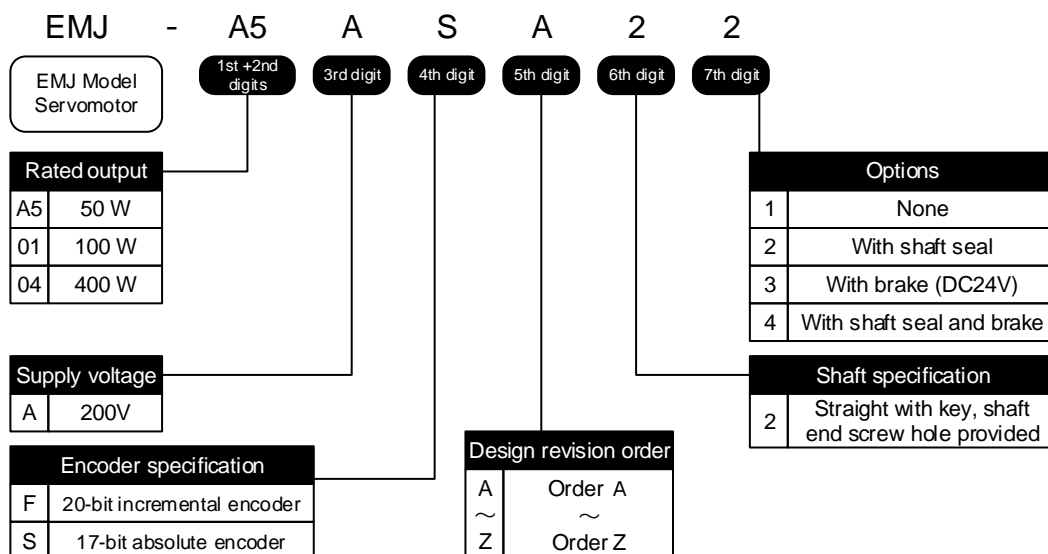 EMJ - A5 A S A 2 2
EMJ Model
Servomotor
1st +2nd
digits
3rd digit
4th digit
5th digit
6th digit
7th digit
Rated output
A5 50 W
01 100 W
04 400 W
Supply voltage
A 200V
Encoder specification
F 20-bit incremental encoder
S 17-bit absolute encoder
Design revision order
A Order A
～ ～
Z Order Z
Options
1 None
2 With shaft seal
3 With brake (DC24V)
4 With shaft seal and brake
Shaft specification
2 Straight with key, shaft
end screw hole provided